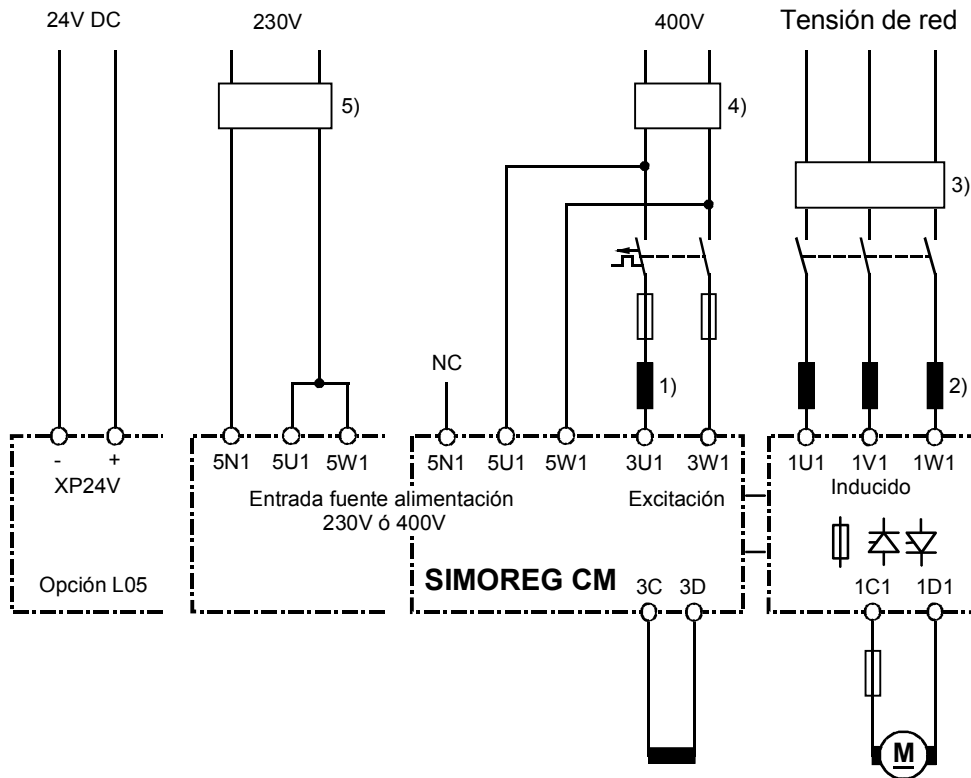 24V DC 230V 400V Tensión de red
5) 4)
3)
NC 1) 2)
- + 5N1 5U1 5W1 5N1 5U1 5W1 3U1 3W1 1U1 1V1 1W1
XP24V Entrada fuente alimentación Excitación Inducido
230V ó 400V
Opción L05 SIMOREG CM 3C 3D 1C1 1D1
M